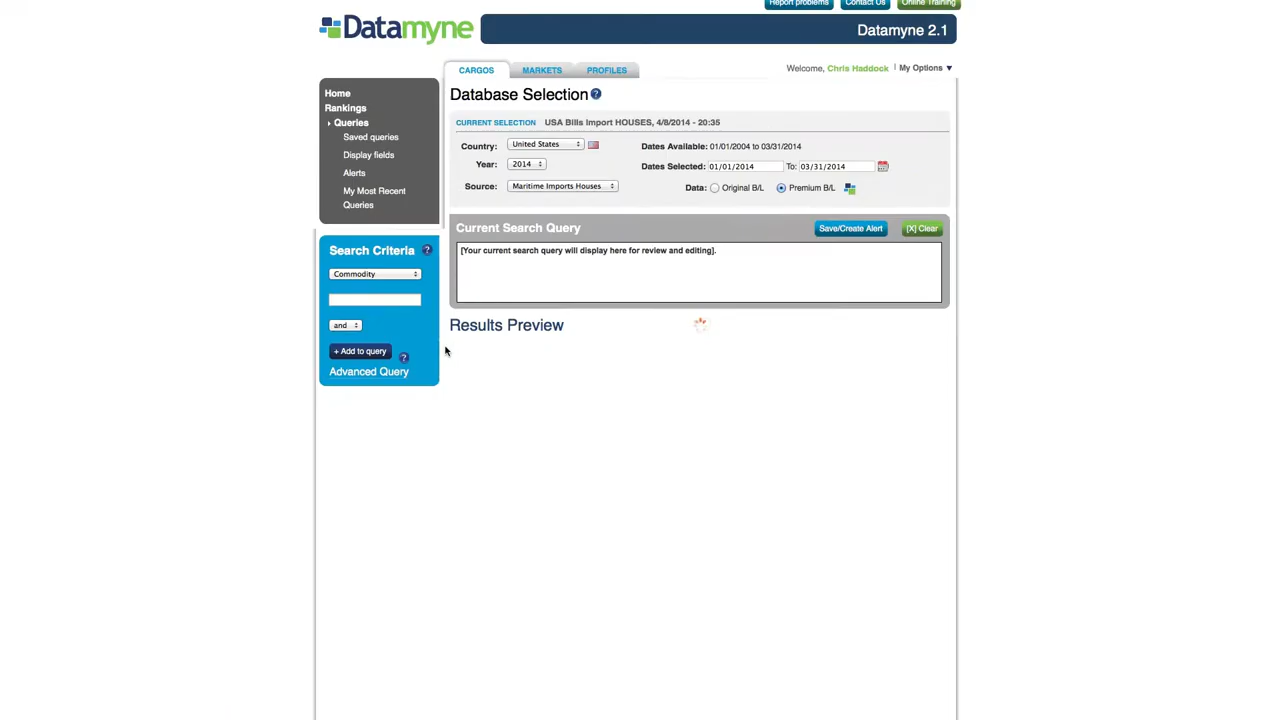 Report problems
Contact Us
Online Training
Datamyne
Datamyne 2.1
CARGOS
MARKETS
PROFILES
Welcome, Chris Haddock | My Options
Home
Rankings
Queries
Saved queries
Display fields
Alerts
My Most Recent
Queries
Database Selection ?
CURRENT SELECTION USA Bills Import HOUSES, 4/8/2014 - 20:35
Country: United States
Dates Available: 01/01/2004 to 03/31/2014
Year: 2014
Dates Selected: 01/01/2014 To: 03/31/2014
Source: Maritime Imports Houses
Data: Original B/L Premium B/L
Current Search Query
Save/Create Alert
[X] Clear
[Your current search query will display here for review and editing].
Search Criteria ?
Commodity
and
+ Add to query ?
Advanced Query
Results Preview